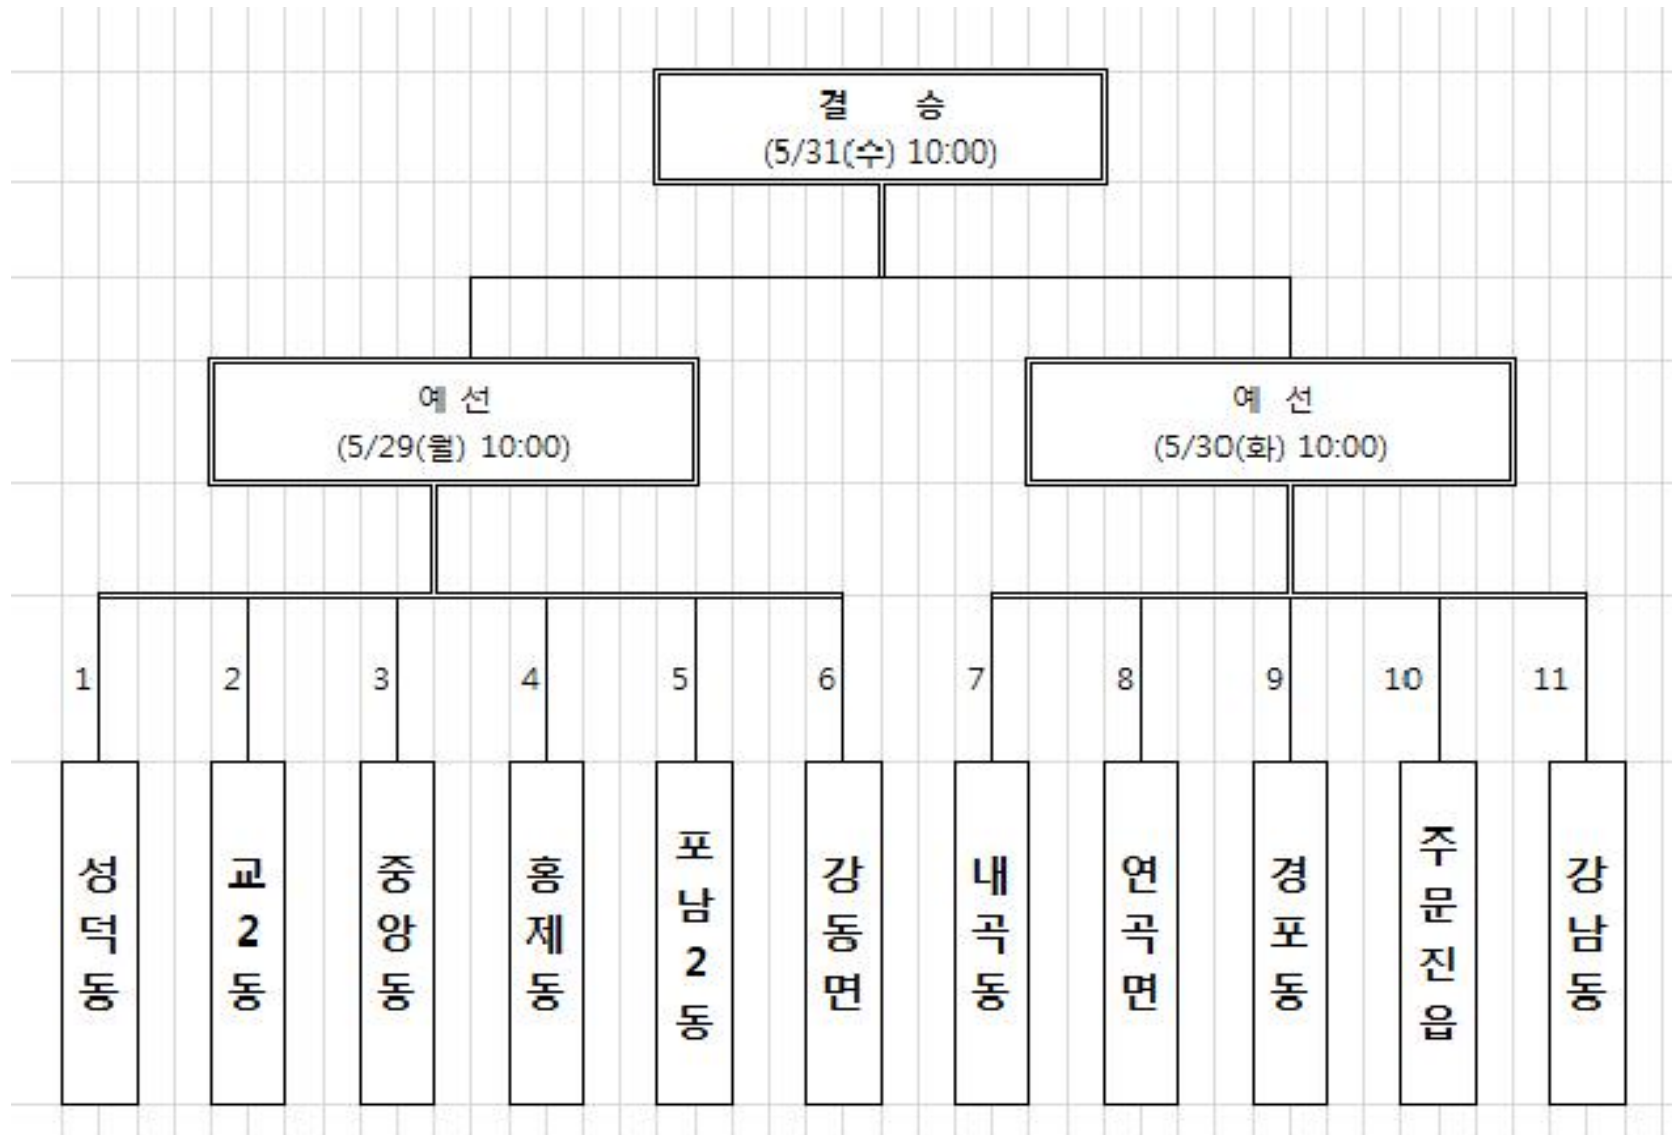 결 승
(5/31(수) 10:00)
예 선
(5/29(월) 10:00)
예 선
(5/30(화) 10:00)
1 2 3 4 5 6 7 8 9 10 11
성덕동
교2동
중앙동
홍제동
포남2동
강동면
내곡동
연곡면
경포동
주문진읍
강남동